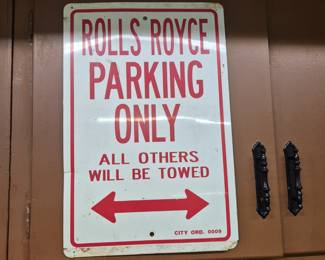 ROLLS ROYCE
PARKING
ONLY
ALL OTHERS
WILL BE TOWED
CITY ORD. 0009